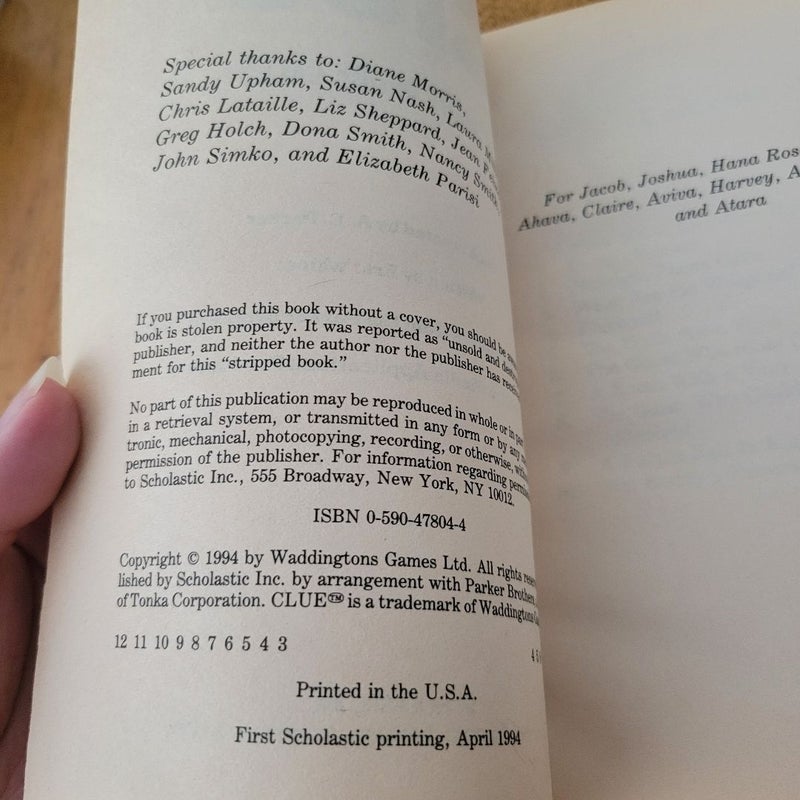 Special thanks to: Diane Morris,
Sandy Upham, Susan Nash, Laura
Chris Lataille, Liz Sheppard, Jean
Greg Holch, Dona Smith, Nancy Smith,
John Simko, and Elizabeth Parisi
If you purchased this book without a cover, you should be
book is stolen property. It was reported as "unsold and
publisher, and neither the author nor the publisher has
ment for this "stripped book."
No part of this publication may be reproduced in whole or in
in a retrieval system, or transmitted in any form or by any
tronic, mechanical, photocopying, recording, or otherwise,
permission of the publisher. For information regarding
to Scholastic Inc., 555 Broadway, New York, NY 10012.
ISBN 0-590-47804-4
Copyright © 1994 by Waddingtons Games Ltd. All rights
lished by Scholastic Inc. by arrangement with Parker Brothers,
of Tonka Corporation. CLUE™ is a trademark of Waddingtons
12 11 10 9 8 7 6 5 4 3
4
Printed in the U.S.A.
First Scholastic printing, April 1994
For Jacob, Joshua, Hana
Ahava, Claire, Aviva, Harvey,
and Atara